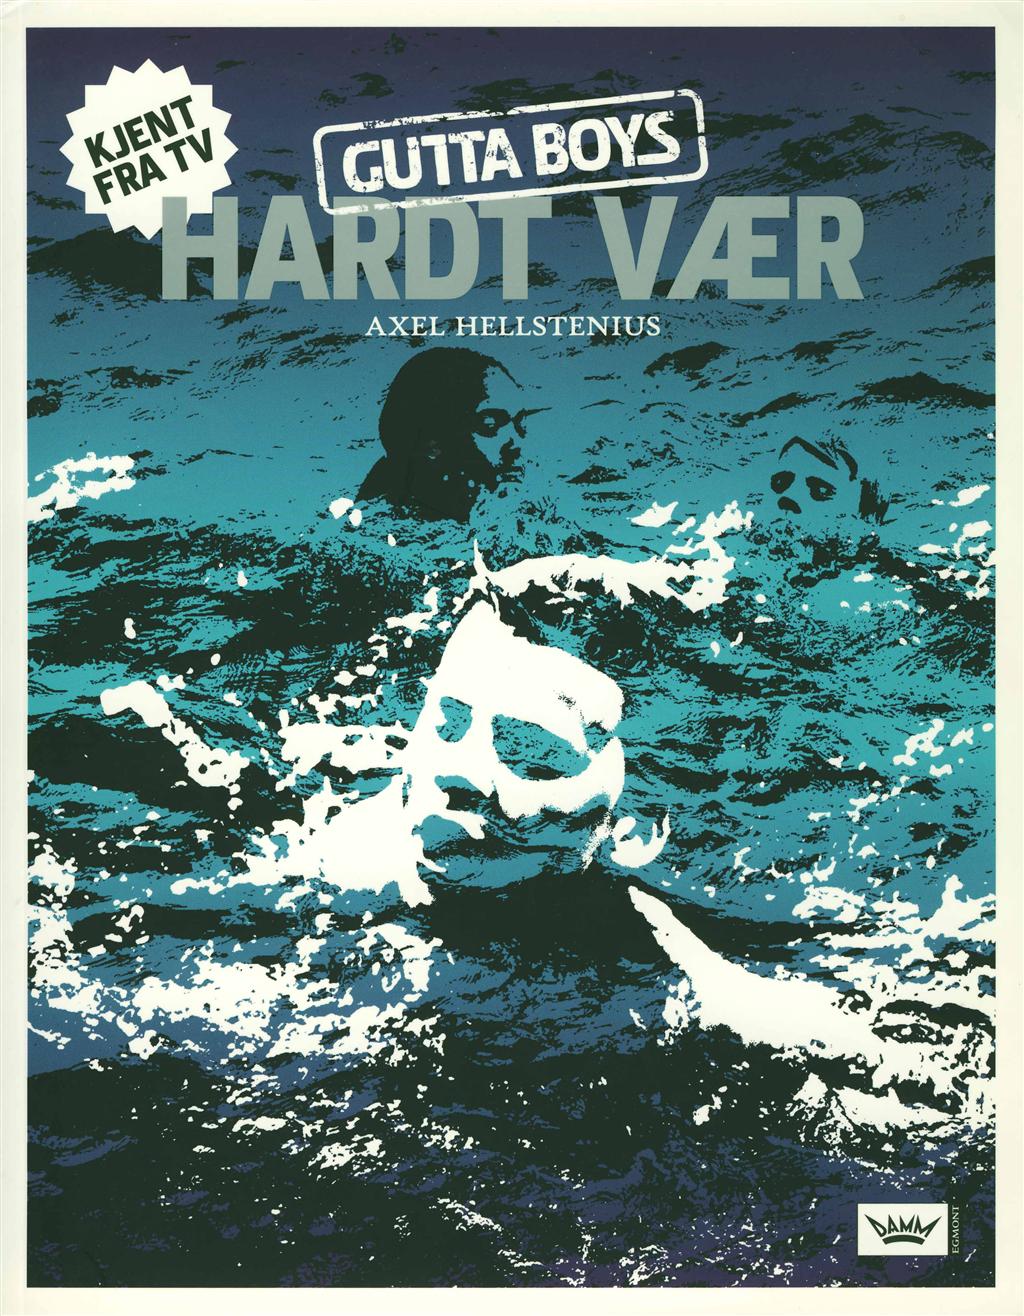 KJENT
FRA TV
GUTTA BOYS
HARDT VÆR
AXEL HELLSTENIUS
DAMM
EGMONT